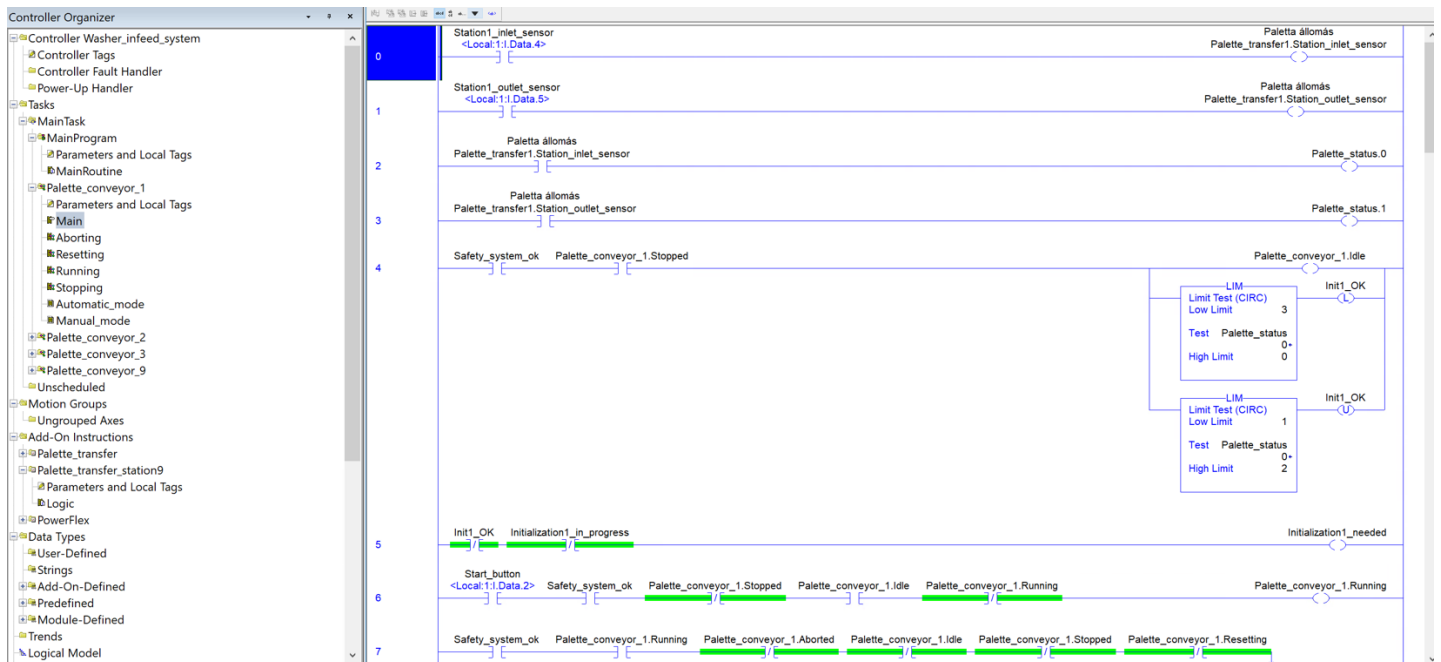 Controller Organizer
Controller Washer_infeed_system
Controller Tags
Controller Fault Handler
Power-Up Handler
Tasks
MainTask
MainProgram
Parameters and Local Tags
MainRoutine
Palette_conveyor_1
Parameters and Local Tags
Main
Aborting
Resetting
Running
Stopping
Automatic_mode
Manual_mode
Palette_conveyor_2
Palette_conveyor_3
Palette_conveyor_9
Unscheduled
Motion Groups
Ungrouped Axes
Add-On Instructions
Palette_transfer
Palette_transfer_station9
Parameters and Local Tags
Logic
PowerFlex
Data Types
User-Defined
Strings
Add-On-Defined
Predefined
Module-Defined
Trends
Logical Model
0
Station1_inlet_sensor
<Local:1:I.Data.4>
Paletta állomás
Palette_transfer1.Station_inlet_sensor
1
Station1_outlet_sensor
<Local:1:I.Data.5>
Paletta állomás
Palette_transfer1.Station_outlet_sensor
2
Paletta állomás
Palette_transfer1.Station_inlet_sensor
Palette_status.0
3
Paletta állomás
Palette_transfer1.Station_outlet_sensor
Palette_status.1
4
Safety_system_ok Palette_conveyor_1.Stopped
Palette_conveyor_1.Idle
LIM
Limit Test (CIRC)
Low Limit 3
Test Palette_status
0
High Limit 0
Init1_OK
L
LIM
Limit Test (CIRC)
Low Limit 1
Test Palette_status
0
High Limit 2
Init1_OK
U
5
Init1_OK Initialization1_in_progress
Initialization1_needed
6
Start_button
<Local:1:I.Data.2> Safety_system_ok Palette_conveyor_1.Stopped Palette_conveyor_1.Idle Palette_conveyor_1.Running
Palette_conveyor_1.Running
7
Safety_system_ok Palette_conveyor_1.Running Palette_conveyor_1.Aborted Palette_conveyor_1.Idle Palette_conveyor_1.Stopped Palette_conveyor_1.Resetting